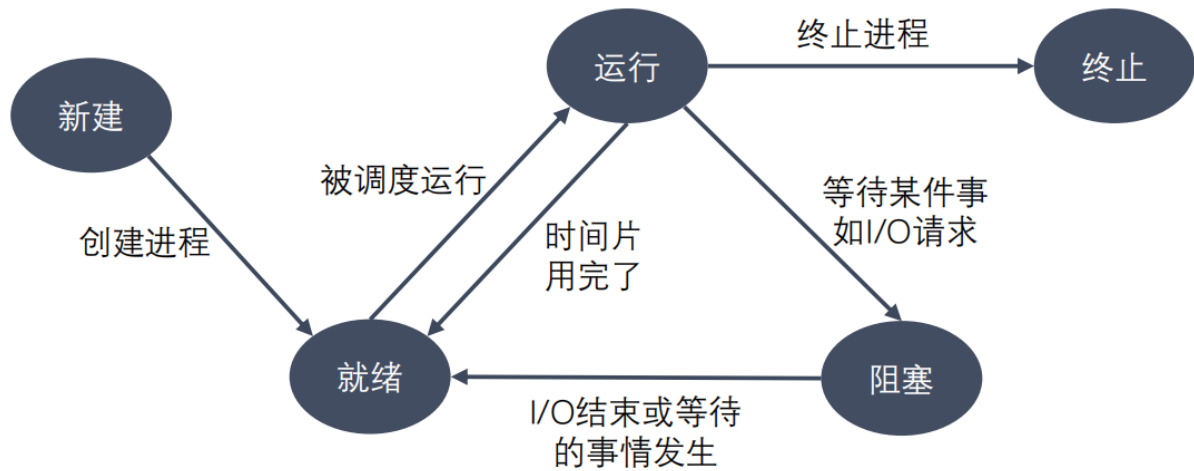 运行
终止进程
终止
新建
被调度运行
等待某件事
如I/O请求
创建进程
时间片
用完了
就绪
阻塞
I/O结束或等待
的事情发生